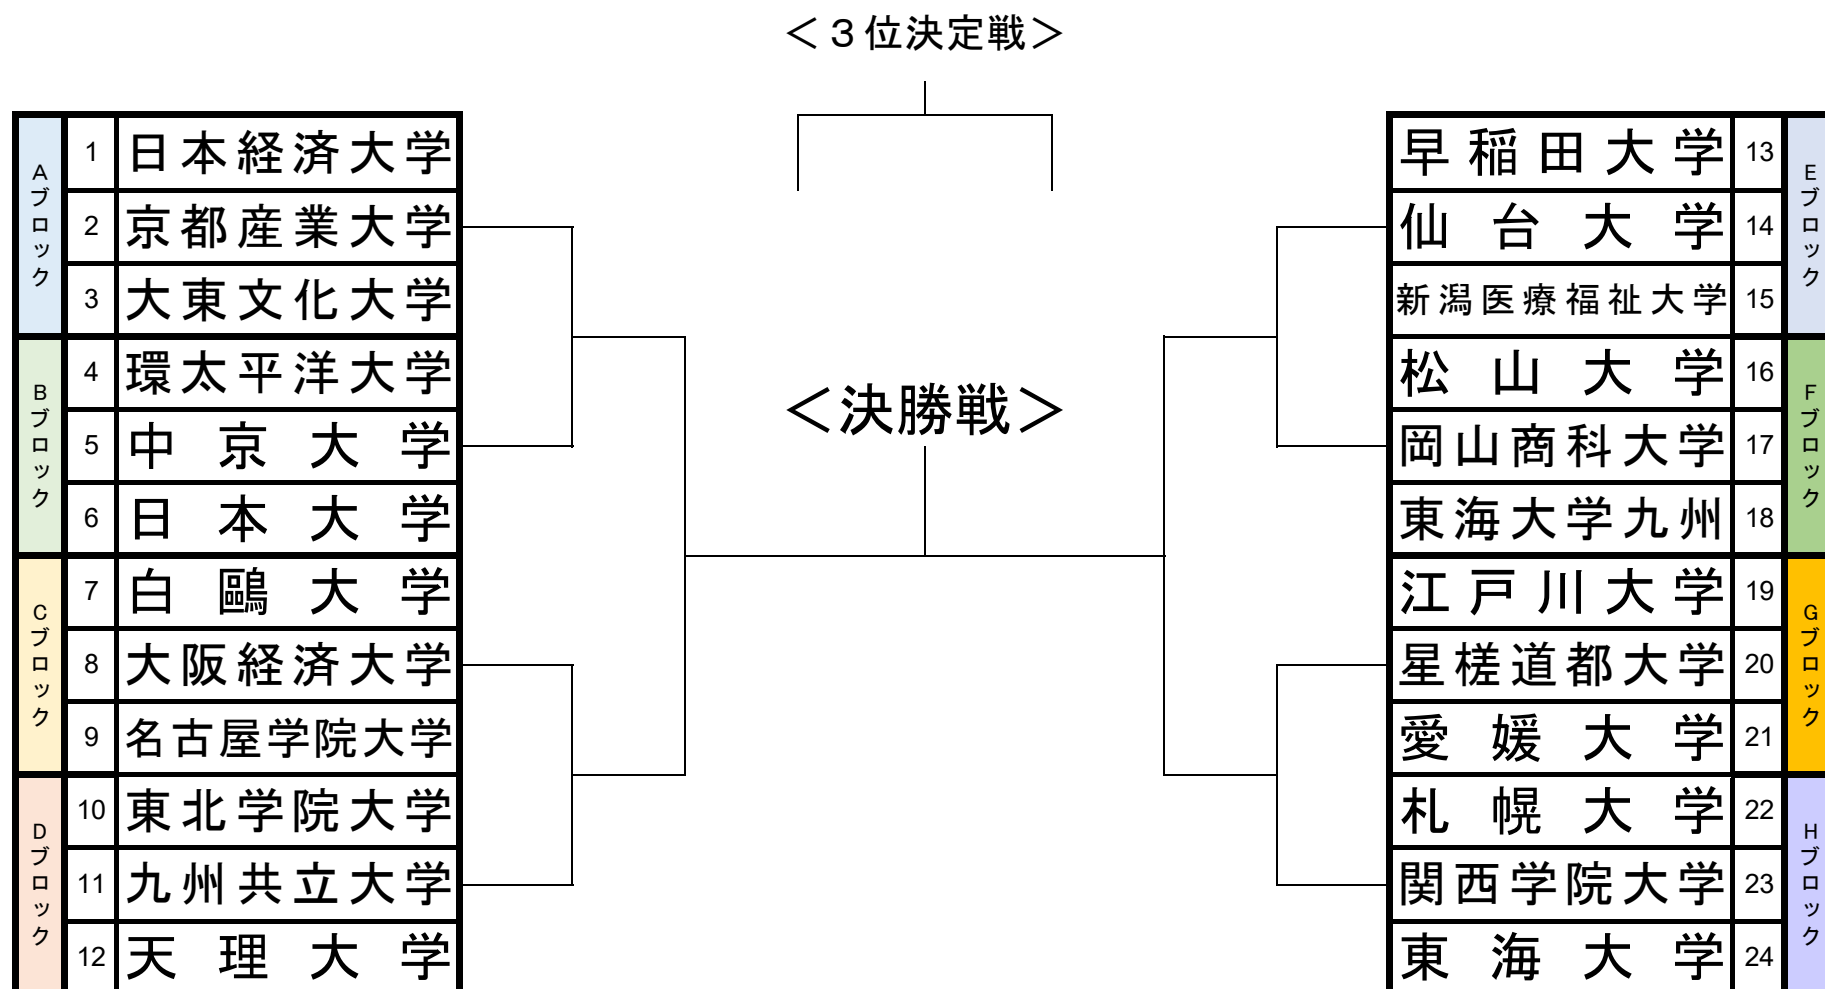 ＜３位決定戦＞
＜決勝戦＞
Aブロック
1 日本経済大学
2 京都産業大学
3 大東文化大学
Bブロック
4 環太平洋大学
5 中京大学
6 日本大学
Cブロック
7 白鷗大学
8 大阪経済大学
9 名古屋学院大学
Dブロック
10 東北学院大学
11 九州共立大学
12 天理大学
Eブロック
早稲田大学 13
仙台大学 14
新潟医療福祉大学 15
Fブロック
松山大学 16
岡山商科大学 17
東海大学九州 18
Gブロック
江戸川大学 19
星槎道都大学 20
愛媛大学 21
Hブロック
札幌大学 22
関西学院大学 23
東海大学 24